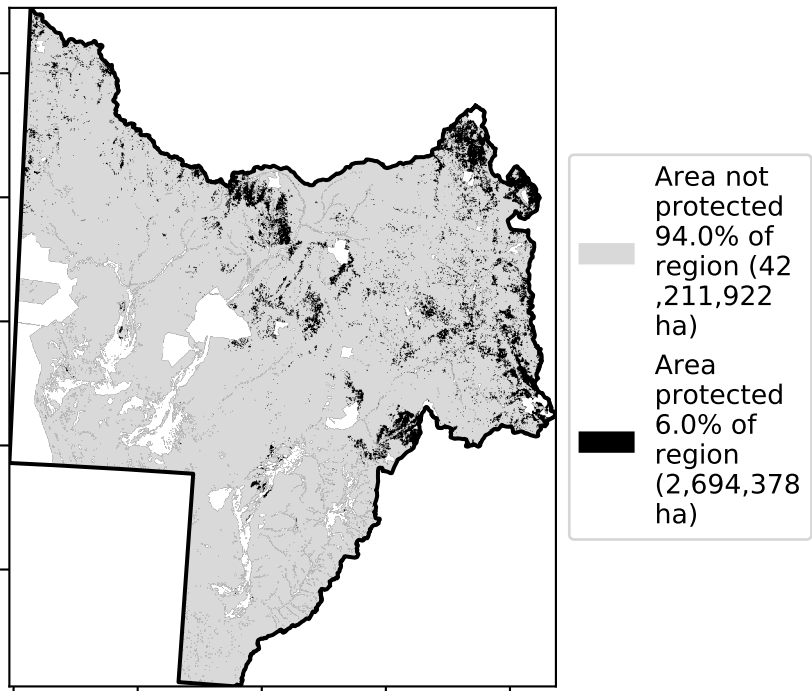 Area not
protected
94.0% of
region (42
,211,922
ha)
Area
protected
6.0% of
region
(2,694,378
ha)